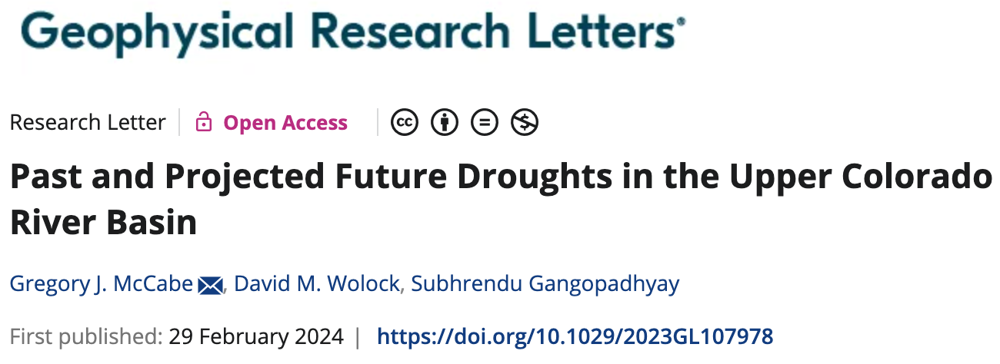 Geophysical Research Letters®
Research Letter | Open Access | cc
Past and Projected Future Droughts in the Upper Colorado
River Basin
Gregory J. McCabe, David M. Wolock, Subhrendu Gangopadhyay
First published: 29 February 2024 | https://doi.org/10.1029/2023GL107978